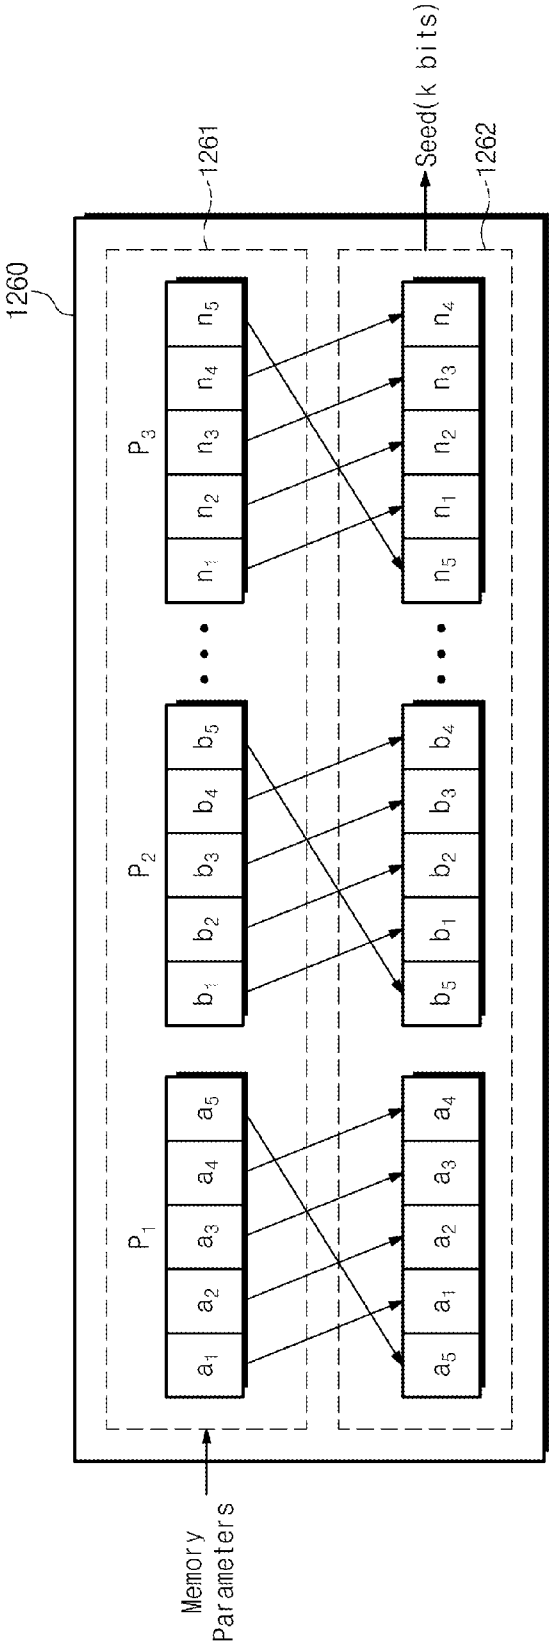 1260
Memory
Parameters
1261
P1
P2
P3
a1 a2 a3 a4 a5
b1 b2 b3 b4 b5
n1 n2 n3 n4 n5
a5 a1 a2 a3 a4
b5 b1 b2 b3 b4
n5 n1 n2 n3 n4
Seed(k bits)
1262